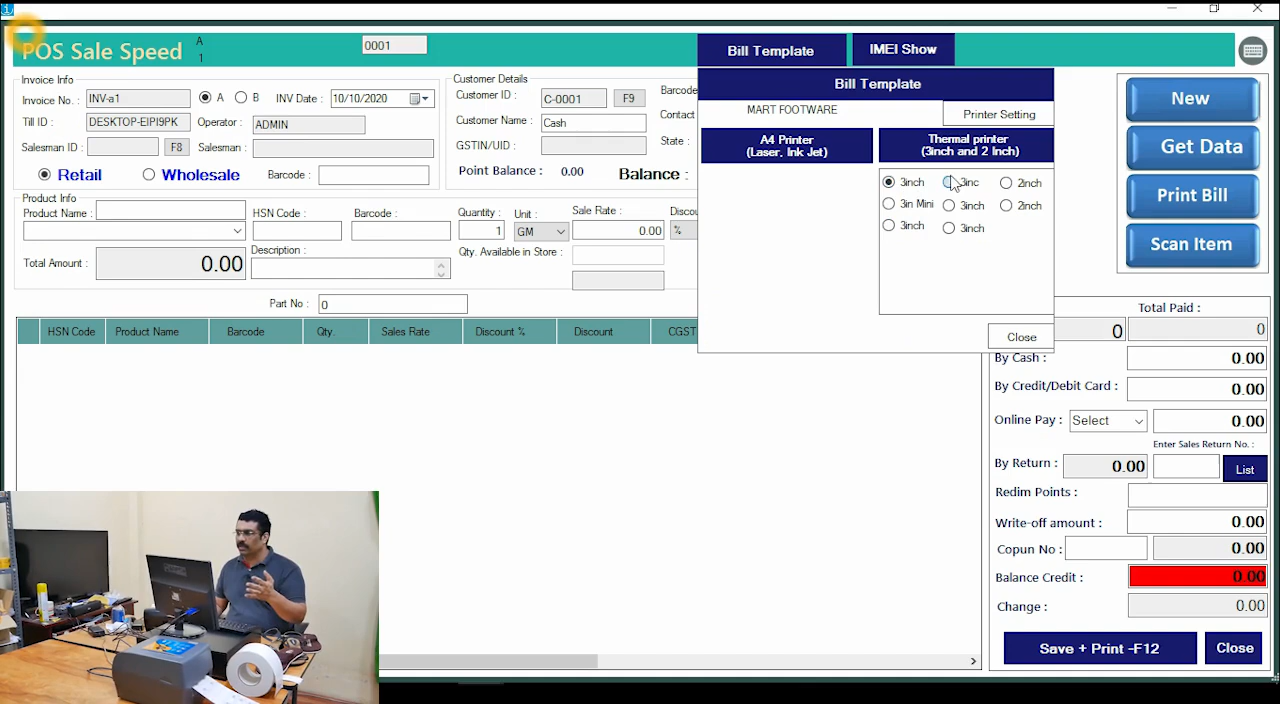 POS Sale Speed
A
1
0001
Bill Template
IMEI Show
Invoice Info
Invoice No. :
INV-a1
A
B
INV Date :
10/10/2020
Till ID :
DESKTOP-EIPI9PK
Operator :
ADMIN
Salesman ID :
F8
Salesman :
Retail
Wholesale
Barcode :
Customer Details
Customer ID :
C-0001
F9
Barcode
Customer Name :
Cash
Contact
GSTIN/UID :
State :
Point Balance :
0.00
Balance :
Bill Template
MART FOOTWARE
Printer Setting
A4 Printer
(Laser, Ink Jet)
Thermal printer
(3inch and 2 Inch)
3inch
3inc
2inch
3in Mini
3inch
2inch
3inch
3inch
Close
New
Get Data
Print Bill
Scan Item
Product Info
Product Name :
HSN Code :
Barcode :
Quantity :
1
Unit :
GM
Sale Rate :
0.00
Discou
%
Total Amount :
0.00
Description :
Qty. Available in Store :
Part No :
0
HSN Code
Product Name
Barcode
Qty.
Sales Rate
Discount %
Discount
CGST
Total Paid :
0
0
By Cash :
0.00
By Credit/Debit Card :
0.00
Online Pay :
Select
0.00
Enter Sales Return No. :
By Return :
0.00
List
Redim Points :
Write-off amount :
0.00
Copun No :
0.00
Balance Credit :
0.00
Change :
0.00
Save + Print -F12
Close